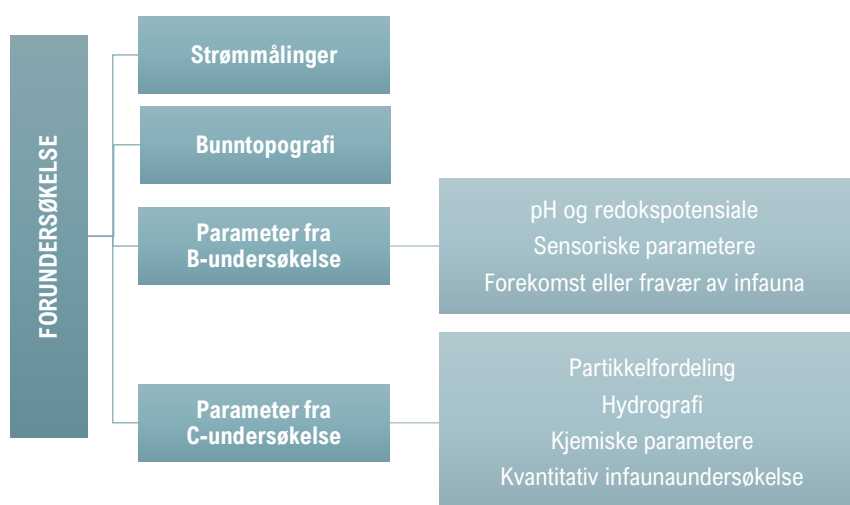 FORUNDERSØKELSE
Strømmålinger
Bunntopografi
Parameter fra
B-undersøkelse
pH og redokspotensiale
Sensoriske parametere
Forekomst eller fravær av infauna
Parameter fra
C-undersøkelse
Partikkelfordeling
Hydrografi
Kjemiske parametere
Kvantitativ infaunaundersøkelse